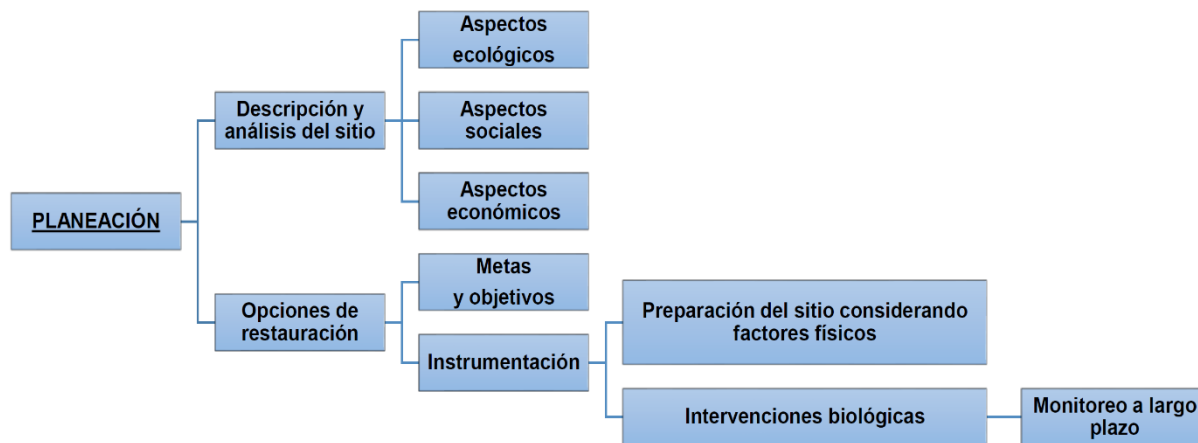 PLANEACIÓN
Descripción y
análisis del sitio
Aspectos
ecológicos
Aspectos
sociales
Aspectos
económicos
Opciones de
restauración
Metas
y objetivos
Instrumentación
Preparación del sitio considerando
factores físicos
Intervenciones biológicas
Monitoreo a largo
plazo